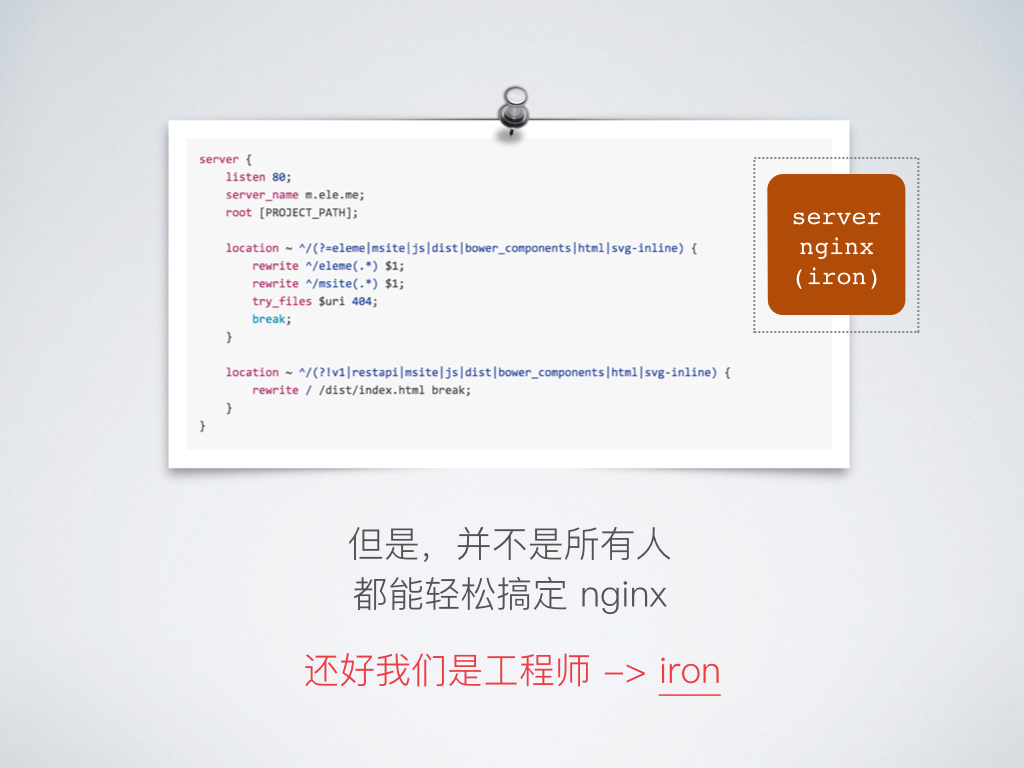 server {
    listen 80;
    server_name m.ele.me;
    root [PROJECT_PATH];
    location ~ ^/(?=eleme|msite|js|dist|bower_components|html|svg-inline) {
        rewrite ^/eleme(.*) $1;
        rewrite ^/msite(.*) $1;
        try_files $uri 404;
        break;
    }
    location ~ ^/(?!v1|restapi|msite|js|dist|bower_components|html|svg-inline) {
        rewrite / /dist/index.html break;
    }
}
server
nginx
(iron)
但是，并不是所有人
都能轻松搞定 nginx
还好我们是工程师 -> iron